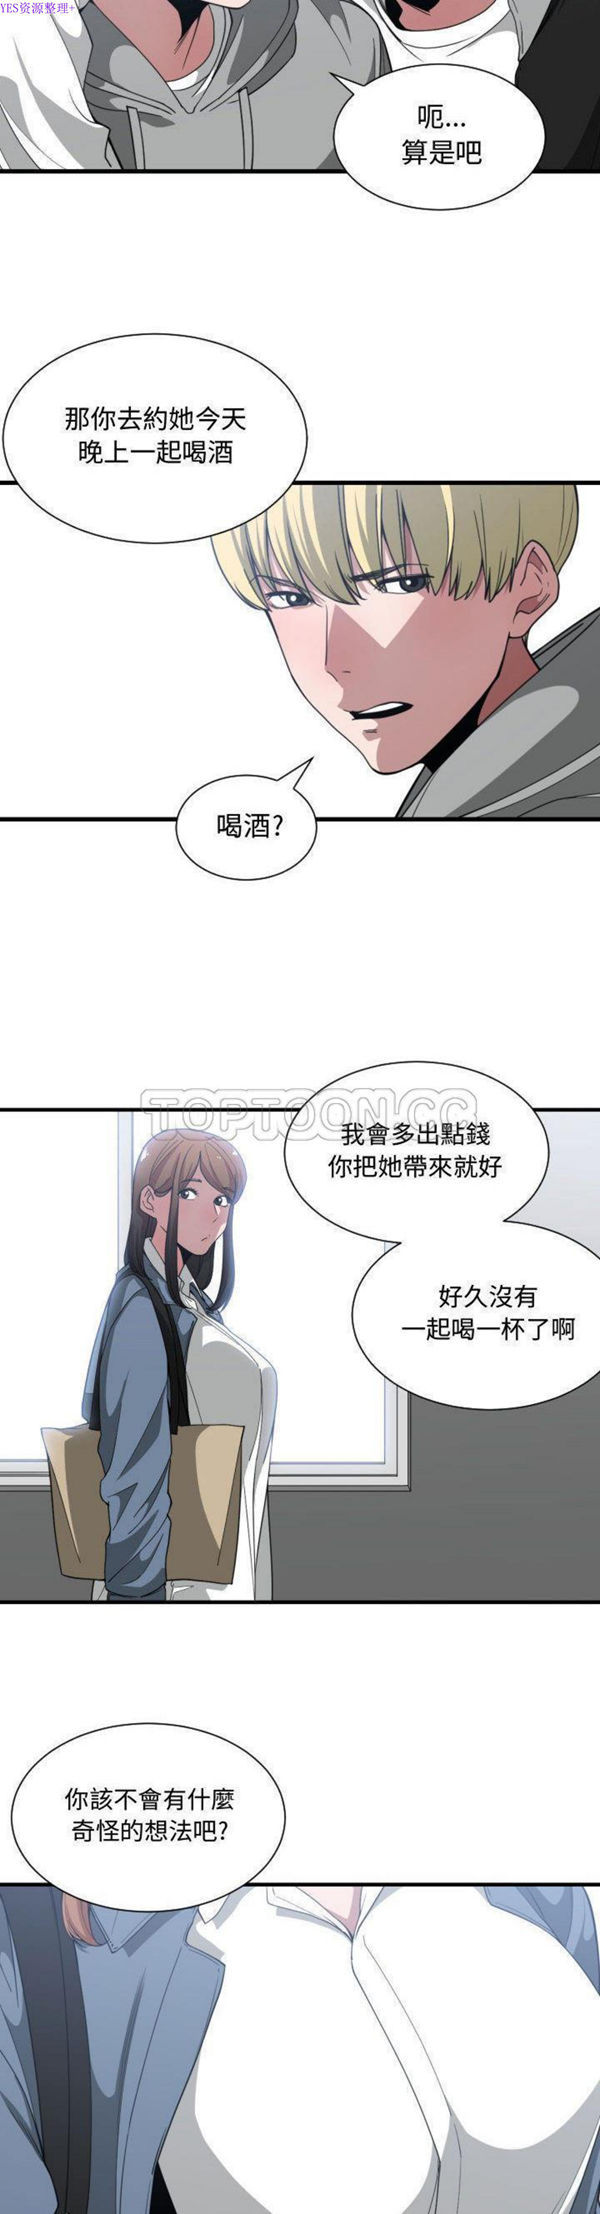 YES资源整理+
呃...
算是吧
那你去約她今天
晚上一起喝酒
喝酒?
TOPTOON.CC
我會多出點錢
你把她帶來就好
好久沒有
一起喝一杯了啊
你該不會有什麼
奇怪的想法吧?